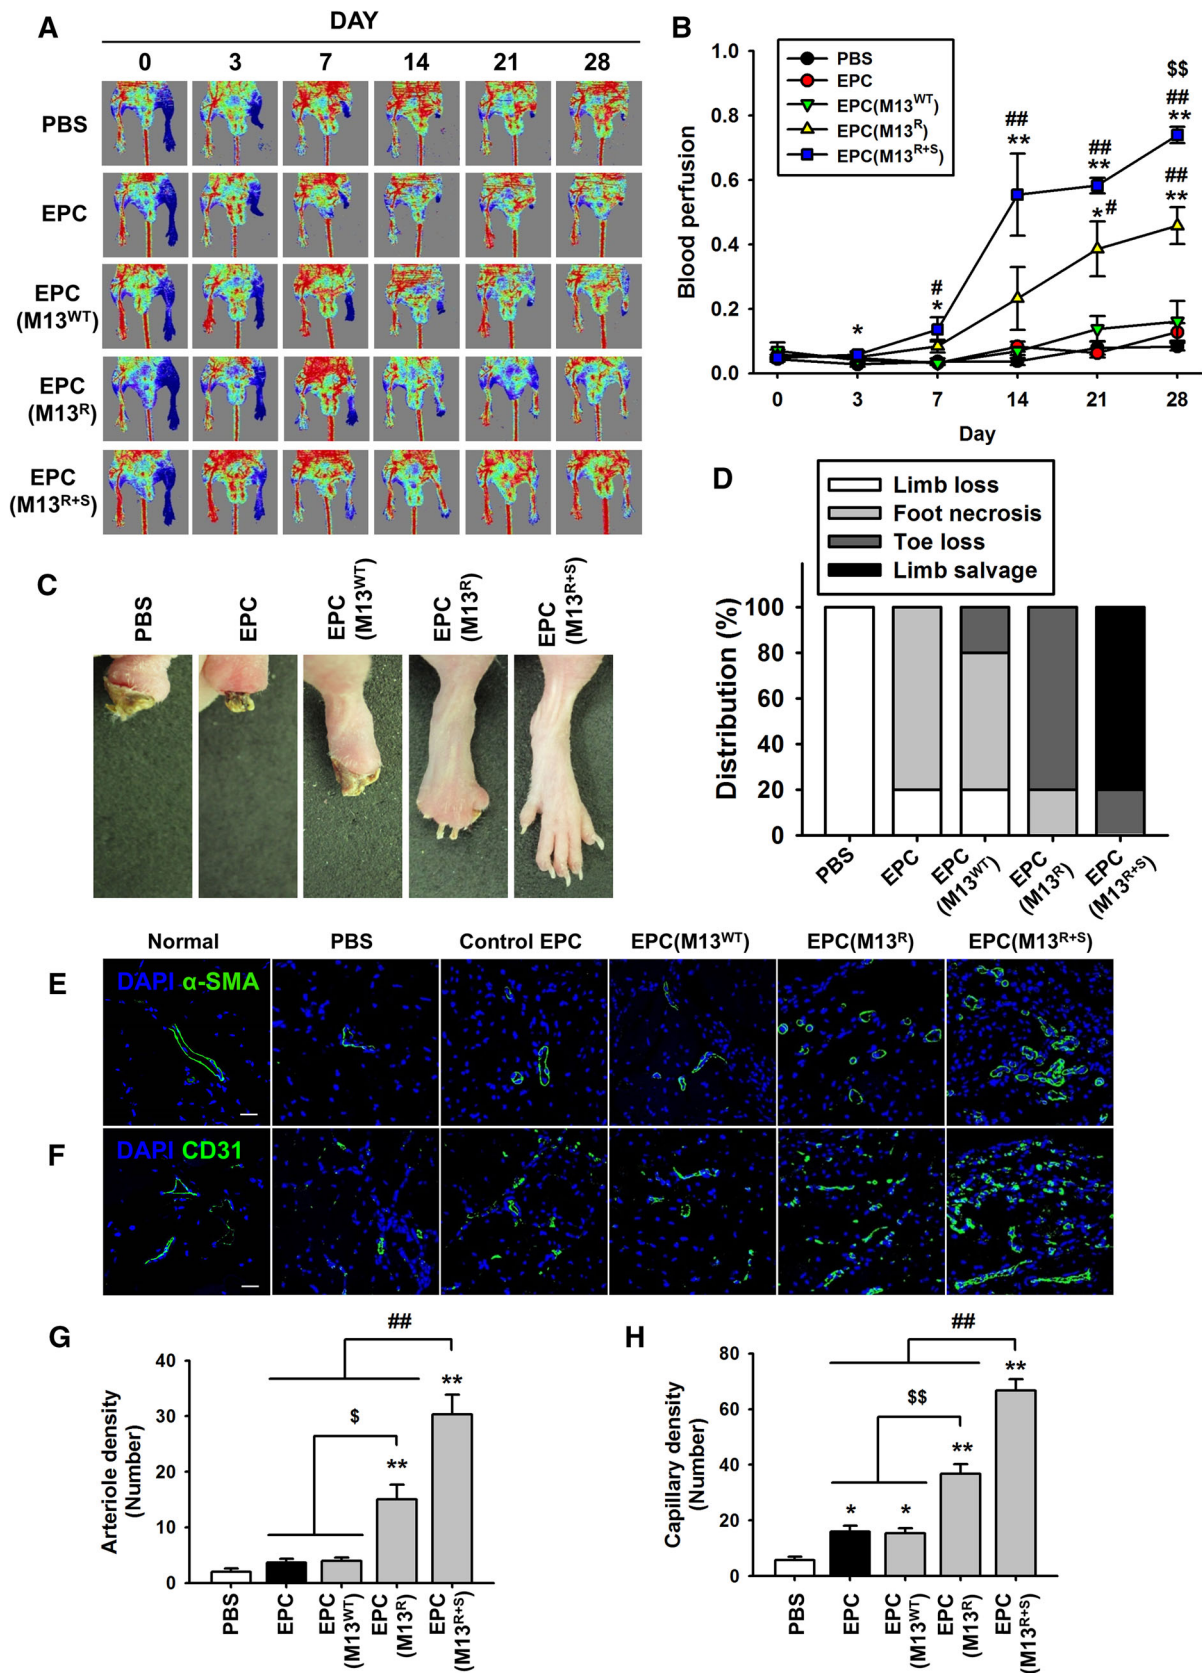 A
DAY
0 3 7 14 21 28
PBS
EPC
EPC
(M13WT)
EPC
(M13R)
EPC
(M13R+S)
B
Blood perfusion
1.0
0.8
0.6
0.4
0.2
0.0
PBS
EPC
EPC(M13WT)
EPC(M13R)
EPC(M13R+S)
*
#
*
##
**
##
**
*#
$$
##
**
##
**
0 3 7 14 21 28
Day
C
PBS
EPC
EPC
(M13WT)
EPC
(M13R)
EPC
(M13R+S)
D
Limb loss
Foot necrosis
Toe loss
Limb salvage
Distribution (%)
100
80
60
40
20
0
PBS
EPC
EPC
(M13WT)
EPC
(M13R)
EPC
(M13R+S)
Normal PBS Control EPC EPC(M13WT) EPC(M13R) EPC(M13R+S)
E
DAPI α-SMA
F
DAPI CD31
G
Arteriole density
(Number)
40
30
20
10
0
##
$
**
**
PBS
EPC
EPC
(M13WT)
EPC
(M13R)
EPC
(M13R+S)
H
Capillary density
(Number)
80
60
40
20
0
##
$$
*
*
**
**
PBS
EPC
EPC
(M13WT)
EPC
(M13R)
EPC
(M13R+S)